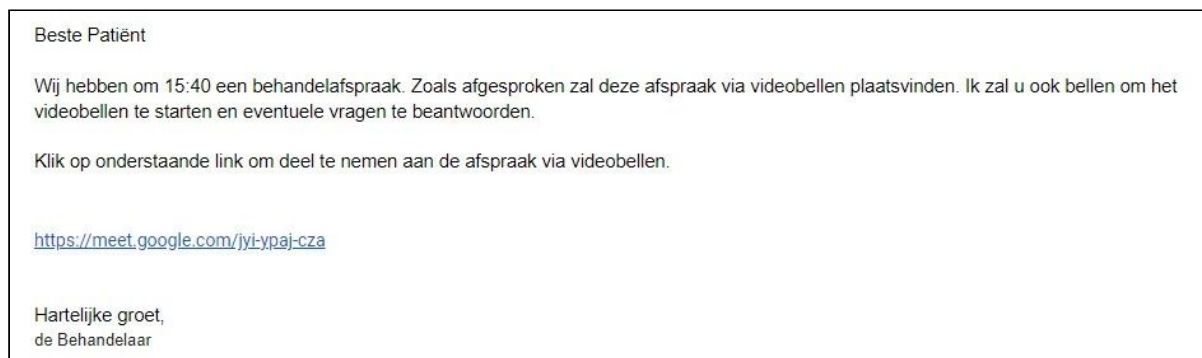 Beste Patiënt
Wij hebben om 15:40 een behandelafspraak. Zoals afgesproken zal deze afspraak via videobellen plaatsvinden. Ik zal u ook bellen om het
videobellen te starten en eventuele vragen te beantwoorden.
Klik op onderstaande link om deel te nemen aan de afspraak via videobellen.
https://meet.google.com/jyi-ypaj-cza
Hartelijke groet,
de Behandelaar